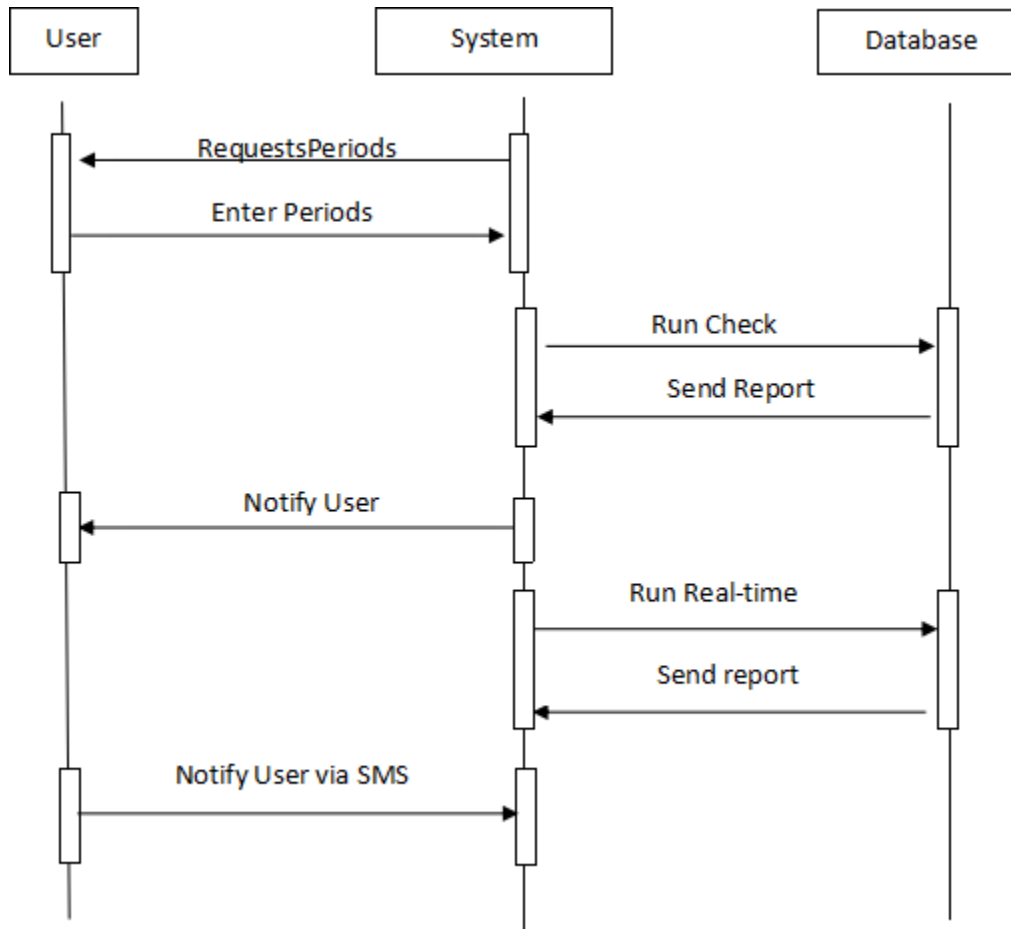 User
System
Database
RequestsPeriods
Enter Periods
Run Check
Send Report
Notify User
Run Real-time
Send report
Notify User via SMS